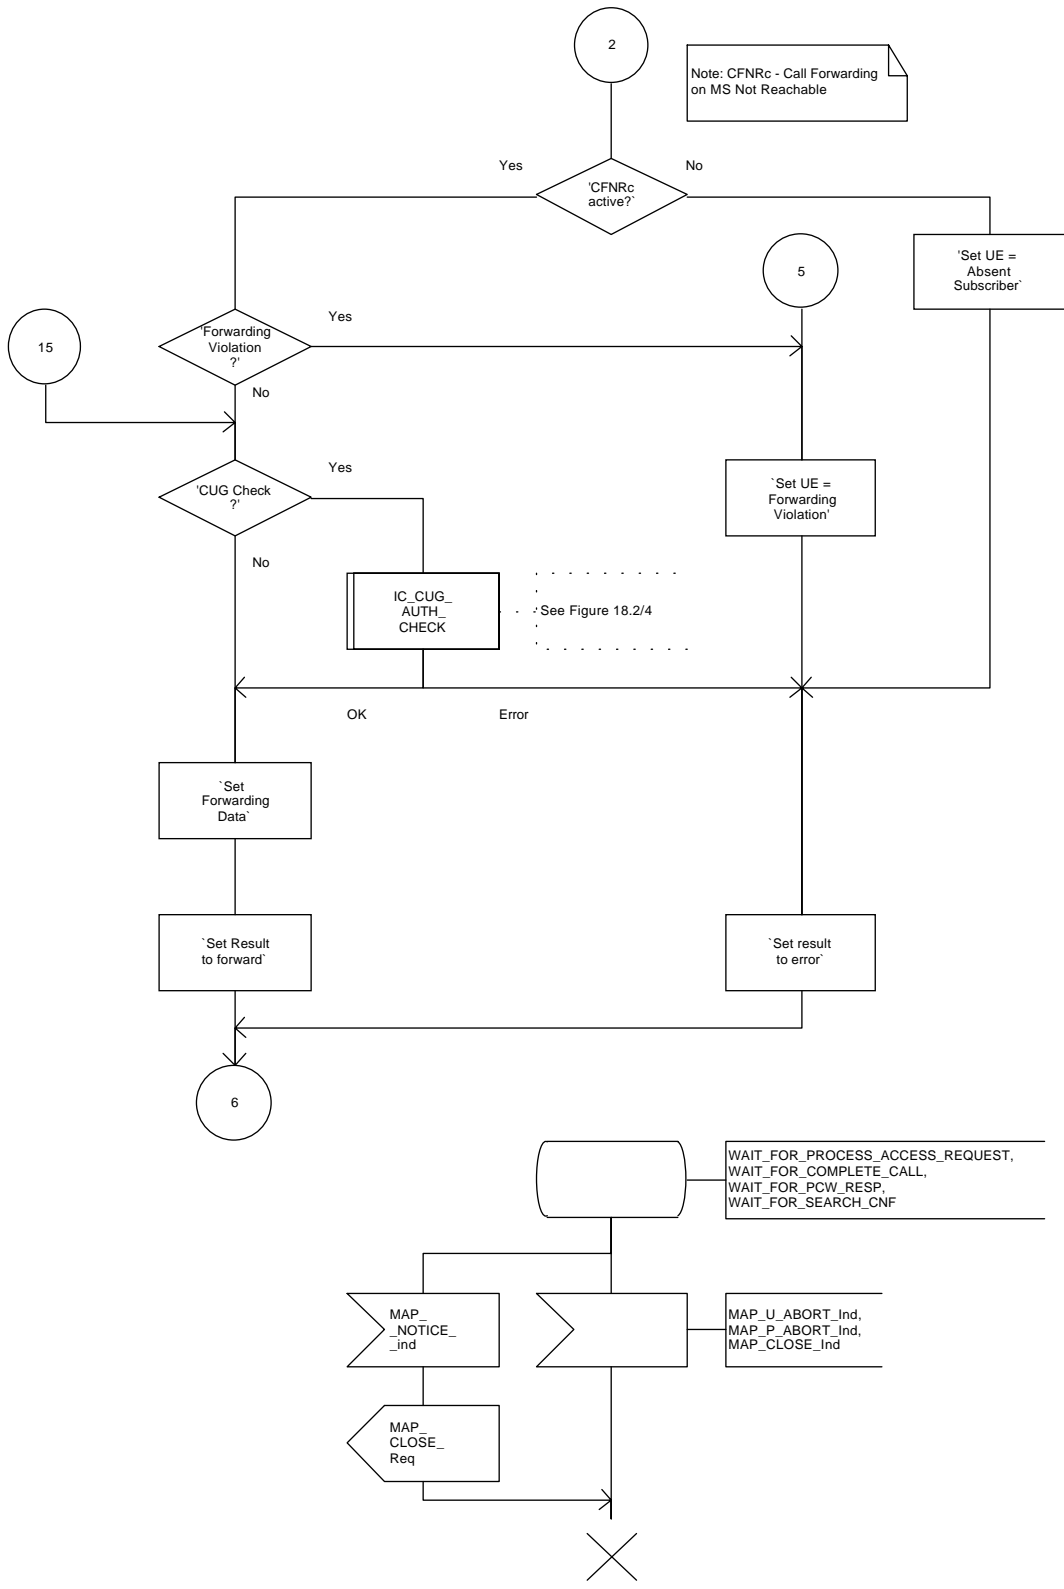 2
Note: CFNRc - Call Forwarding
on MS Not Reachable
Yes
No
'CFNRc
active?`
5
'Set UE =
Absent
Subscriber`
15
'Forwarding
Violation
?'
Yes
No
'CUG Check
?'
Yes
No
`Set UE =
Forwarding
Violation'
IC_CUG_
AUTH_
CHECK
See Figure 18.2/4
OK
Error
`Set
Forwarding
Data`
`Set Result
to forward`
`Set result
to error`
6
WAIT_FOR_PROCESS_ACCESS_REQUEST,
WAIT_FOR_COMPLETE_CALL,
WAIT_FOR_PCW_RESP,
WAIT_FOR_SEARCH_CNF
MAP_
_NOTICE_
_ind
MAP_U_ABORT_Ind,
MAP_P_ABORT_Ind,
MAP_CLOSE_Ind
MAP_
CLOSE_
Req